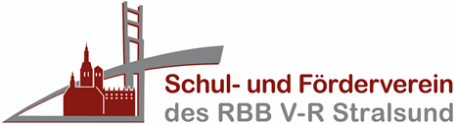 Schul- und Förderverein
des RBB V-R Stralsund